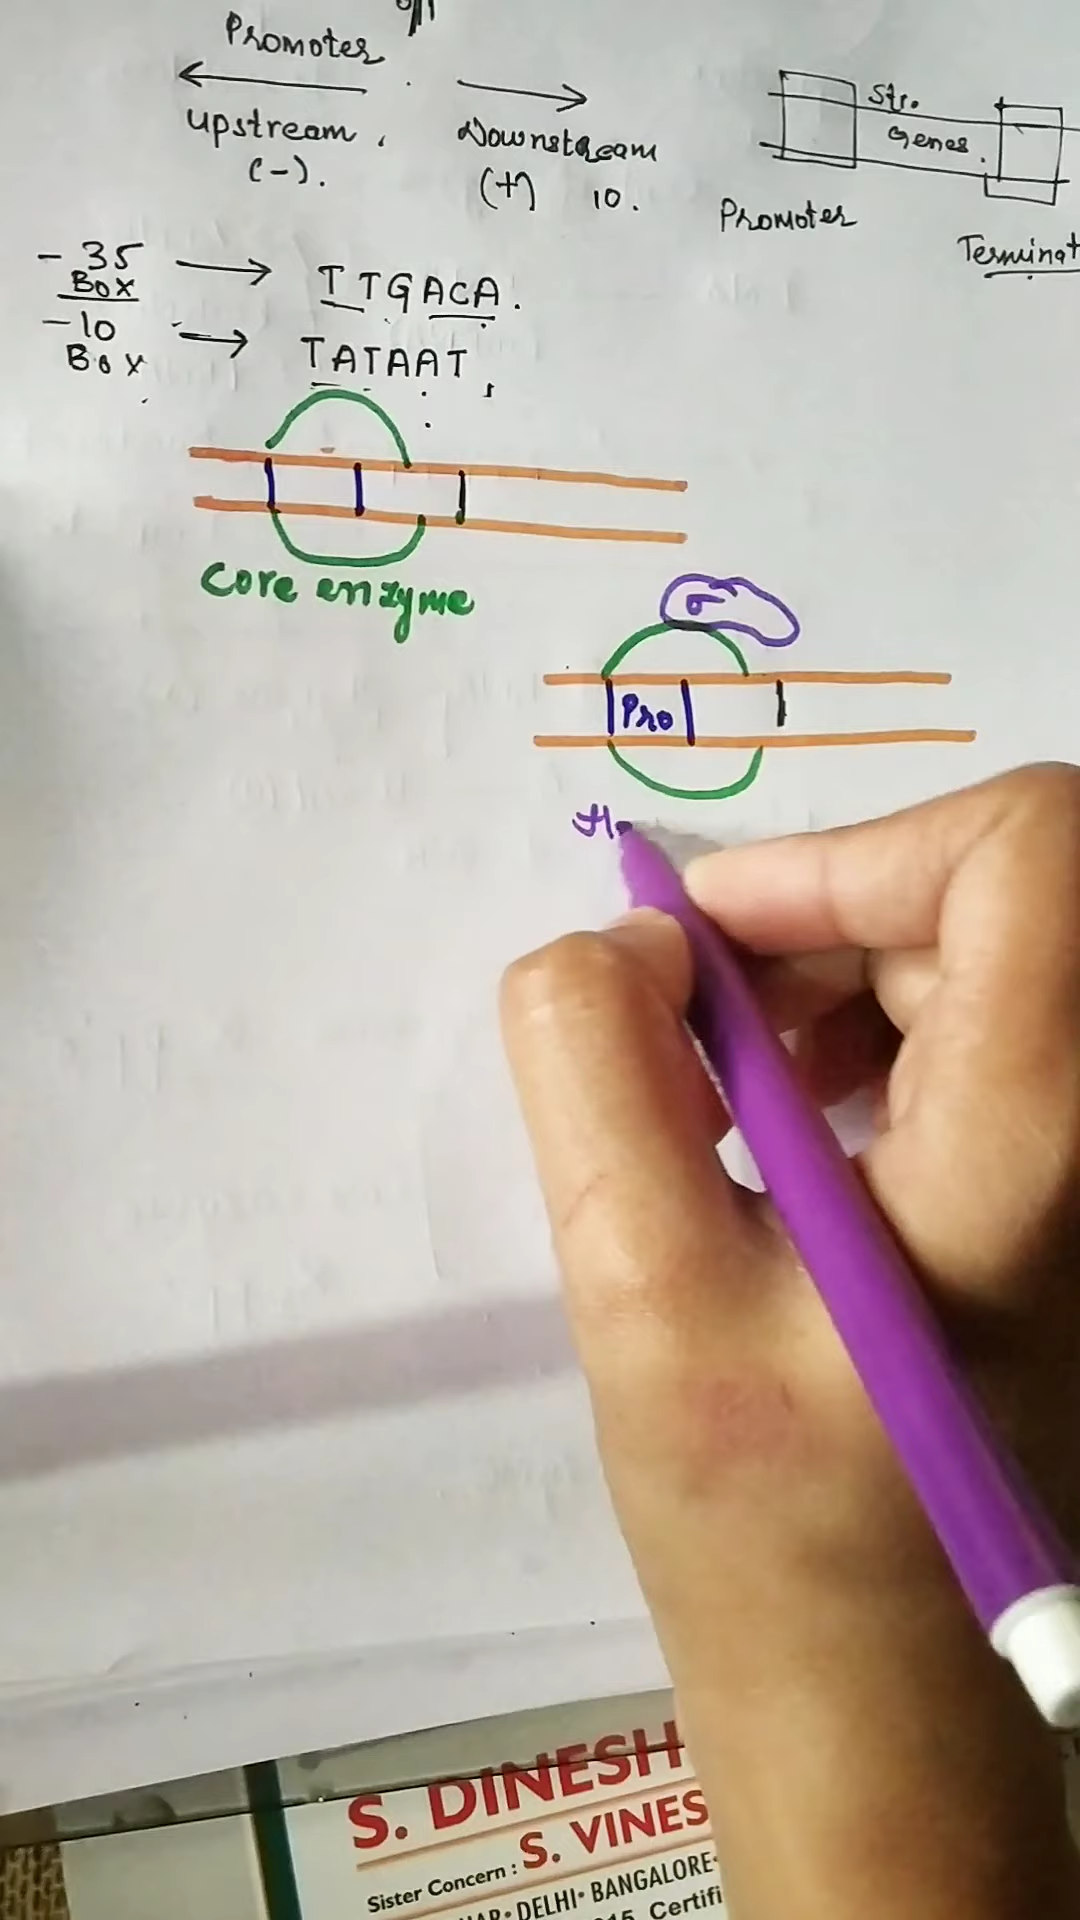 Promoter
upstream.
(-).
Downstream
(+) 10.
Str.
Genes.
Promoter
Terminat
-35
Box
TTGACA.
-10
Box
TATAAT
core enzyme
σ
Pro
Ho
S. DINESH
Sister Concern : S. VINES
DELHI• BANGALORE•
Certifi